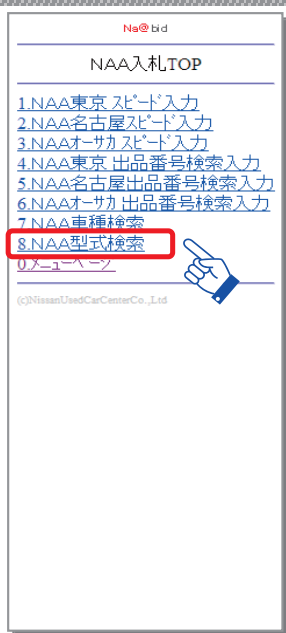 Na@bid
NAA入札TOP
1.NAA東京 ｽﾋﾟｰﾄﾞ入力
2.NAA名古屋ｽﾋﾟｰﾄﾞ入力
3.NAAｵｰｻｶ ｽﾋﾟｰﾄﾞ入力
4.NAA東京 出品番号検索入力
5.NAA名古屋出品番号検索入力
6.NAAｵｰｻｶ 出品番号検索入力
7.NAA車種検索
8.NAA型式検索
0.ﾒﾆｭｰﾍﾟｰｼﾞ
(c)NissanUsedCarCenterCo.,Ltd